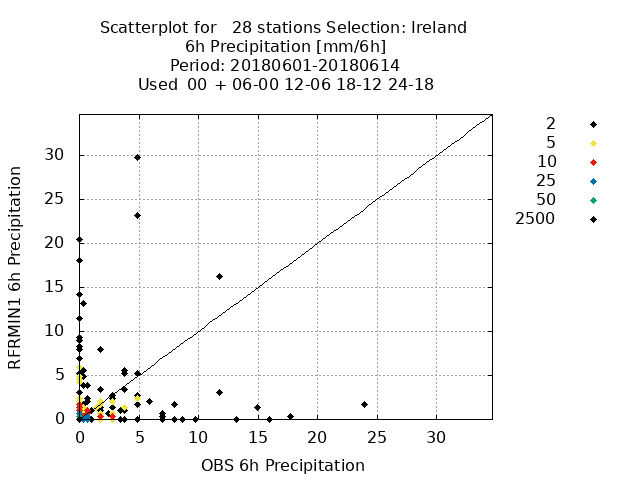 Scatterplot for   28 stations Selection: Ireland
6h Precipitation [mm/6h]
Period: 20180601-20180614
Used  00 + 06-00 12-06 18-12 24-18
2
5
10
25
50
2500
RFRMIN1 6h Precipitation
30
25
20
15
10
5
0
0 5 10 15 20 25 30
OBS 6h Precipitation